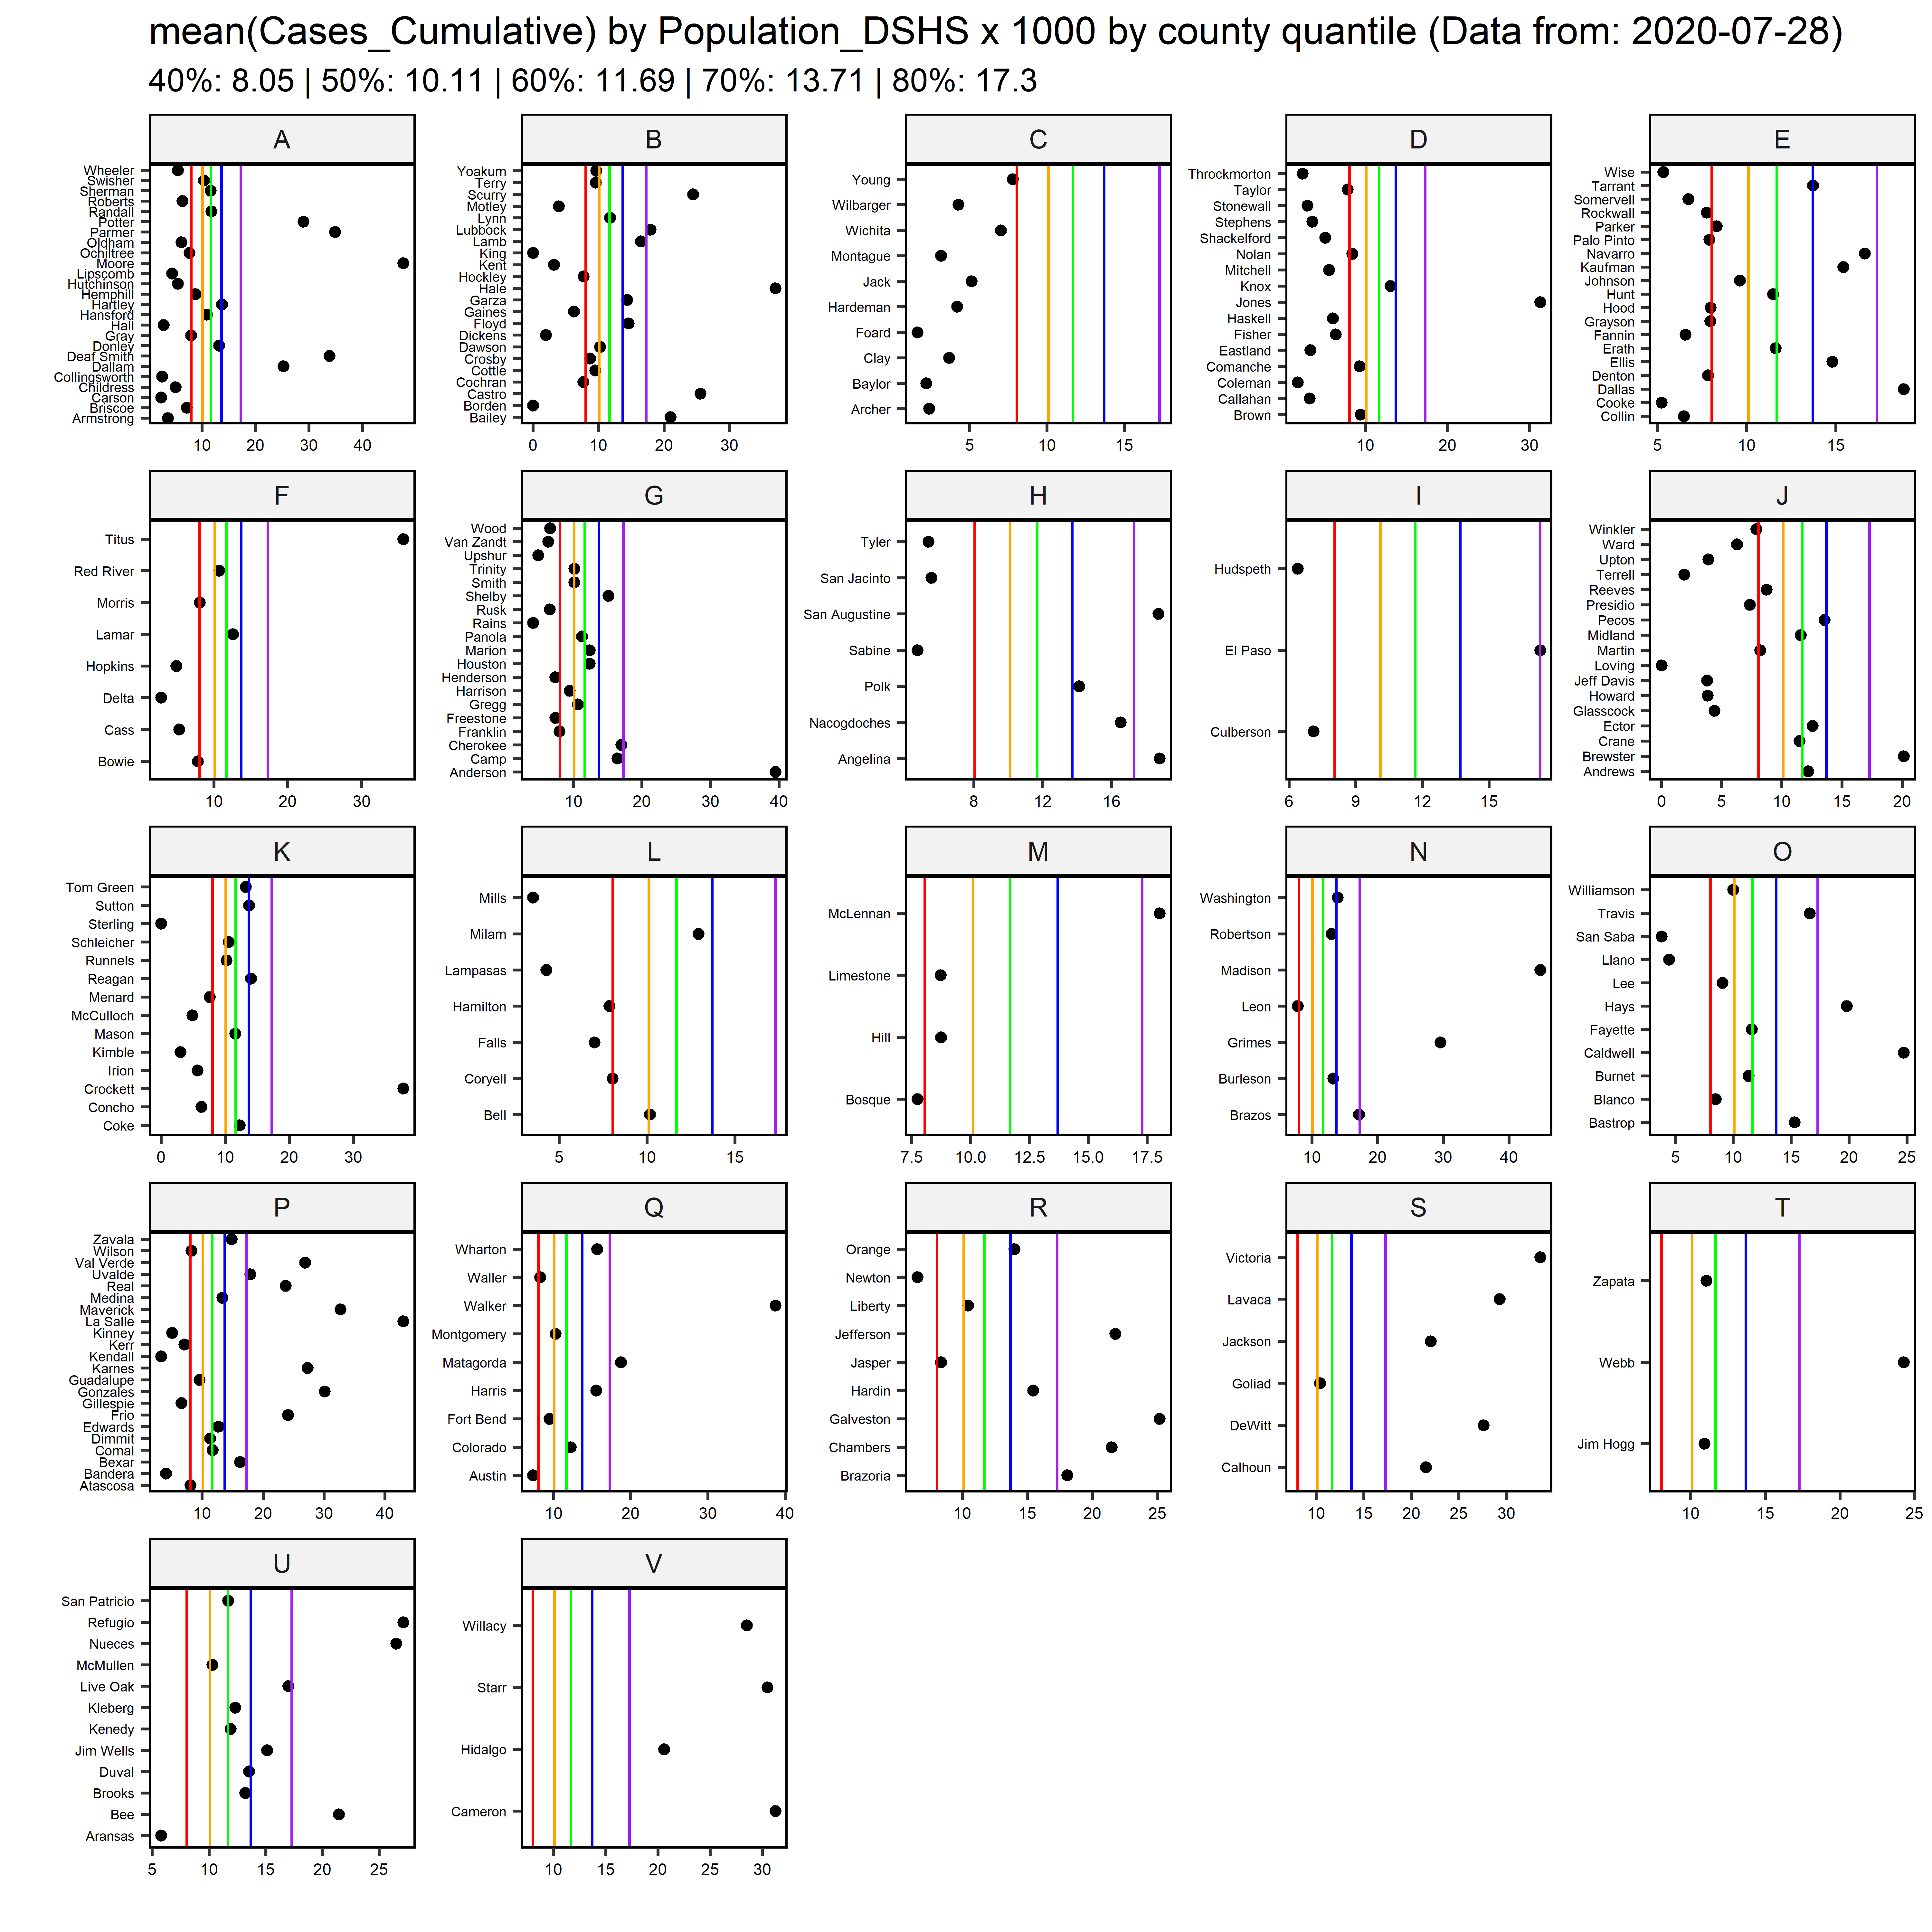 mean(Cases_Cumulative) by Population_DSHS x 1000 by county quantile (Data from: 2020-07-28)
40%: 8.05 | 50%: 10.11 | 60%: 11.69 | 70%: 13.71 | 80%: 17.3
A
Wheeler
Swisher
Sherman
Roberts
Randall
Potter
Parmer
Oldham
Ochiltree
Moore
Lipscomb
Hutchinson
Hemphill
Hartley
Hansford
Hall
Gray
Donley
Deaf Smith
Dallam
Collingsworth
Childress
Carson
Briscoe
Armstrong
10 20 30 40
B
Yoakum
Terry
Scurry
Motley
Lynn
Lubbock
Lamb
King
Kent
Hockley
Hale
Garza
Gaines
Floyd
Dickens
Dawson
Crosby
Cottle
Cochran
Castro
Borden
Bailey
0 10 20 30
C
Young
Wilbarger
Wichita
Montague
Jack
Hardeman
Foard
Clay
Baylor
Archer
5 10 15
D
Throckmorton
Taylor
Stonewall
Stephens
Shackelford
Nolan
Mitchell
Knox
Jones
Haskell
Fisher
Eastland
Comanche
Coleman
Callahan
Brown
10 20 30
E
Wise
Tarrant
Somervell
Rockwall
Parker
Palo Pinto
Navarro
Kaufman
Johnson
Hunt
Hood
Grayson
Fannin
Erath
Ellis
Denton
Dallas
Cooke
Collin
5 10 15
F
Titus
Red River
Morris
Lamar
Hopkins
Delta
Cass
Bowie
10 20 30
G
Wood
Van Zandt
Upshur
Trinity
Smith
Shelby
Rusk
Rains
Panola
Marion
Houston
Henderson
Harrison
Gregg
Freestone
Franklin
Cherokee
Camp
Anderson
10 20 30 40
H
Tyler
San Jacinto
San Augustine
Sabine
Polk
Nacogdoches
Angelina
8 12 16
I
Hudspeth
El Paso
Culberson
6 9 12 15
J
Winkler
Ward
Upton
Terrell
Reeves
Presidio
Pecos
Midland
Martin
Loving
Jeff Davis
Howard
Glasscock
Ector
Crane
Brewster
Andrews
0 5 10 15 20
K
Tom Green
Sutton
Sterling
Schleicher
Runnels
Reagan
Menard
McCulloch
Mason
Kimble
Irion
Crockett
Concho
Coke
0 10 20 30
L
Mills
Milam
Lampasas
Hamilton
Falls
Coryell
Bell
5 10 15
M
McLennan
Limestone
Hill
Bosque
7.5 10.0 12.5 15.0 17.5
N
Washington
Robertson
Madison
Leon
Grimes
Burleson
Brazos
10 20 30 40
O
Williamson
Travis
San Saba
Llano
Lee
Hays
Fayette
Caldwell
Burnet
Blanco
Bastrop
5 10 15 20 25
P
Zavala
Wilson
Val Verde
Uvalde
Real
Medina
Maverick
La Salle
Kinney
Kerr
Kendall
Karnes
Guadalupe
Gonzales
Gillespie
Frio
Edwards
Dimmit
Comal
Bexar
Bandera
Atascosa
10 20 30 40
Q
Wharton
Waller
Walker
Montgomery
Matagorda
Harris
Fort Bend
Colorado
Austin
10 20 30 40
R
Orange
Newton
Liberty
Jefferson
Jasper
Hardin
Galveston
Chambers
Brazoria
10 15 20 25
S
Victoria
Lavaca
Jackson
Goliad
DeWitt
Calhoun
10 15 20 25 30
T
Zapata
Webb
Jim Hogg
10 15 20 25
U
San Patricio
Refugio
Nueces
McMullen
Live Oak
Kleberg
Kenedy
Jim Wells
Duval
Brooks
Bee
Aransas
5 10 15 20 25
V
Willacy
Starr
Hidalgo
Cameron
10 15 20 25 30